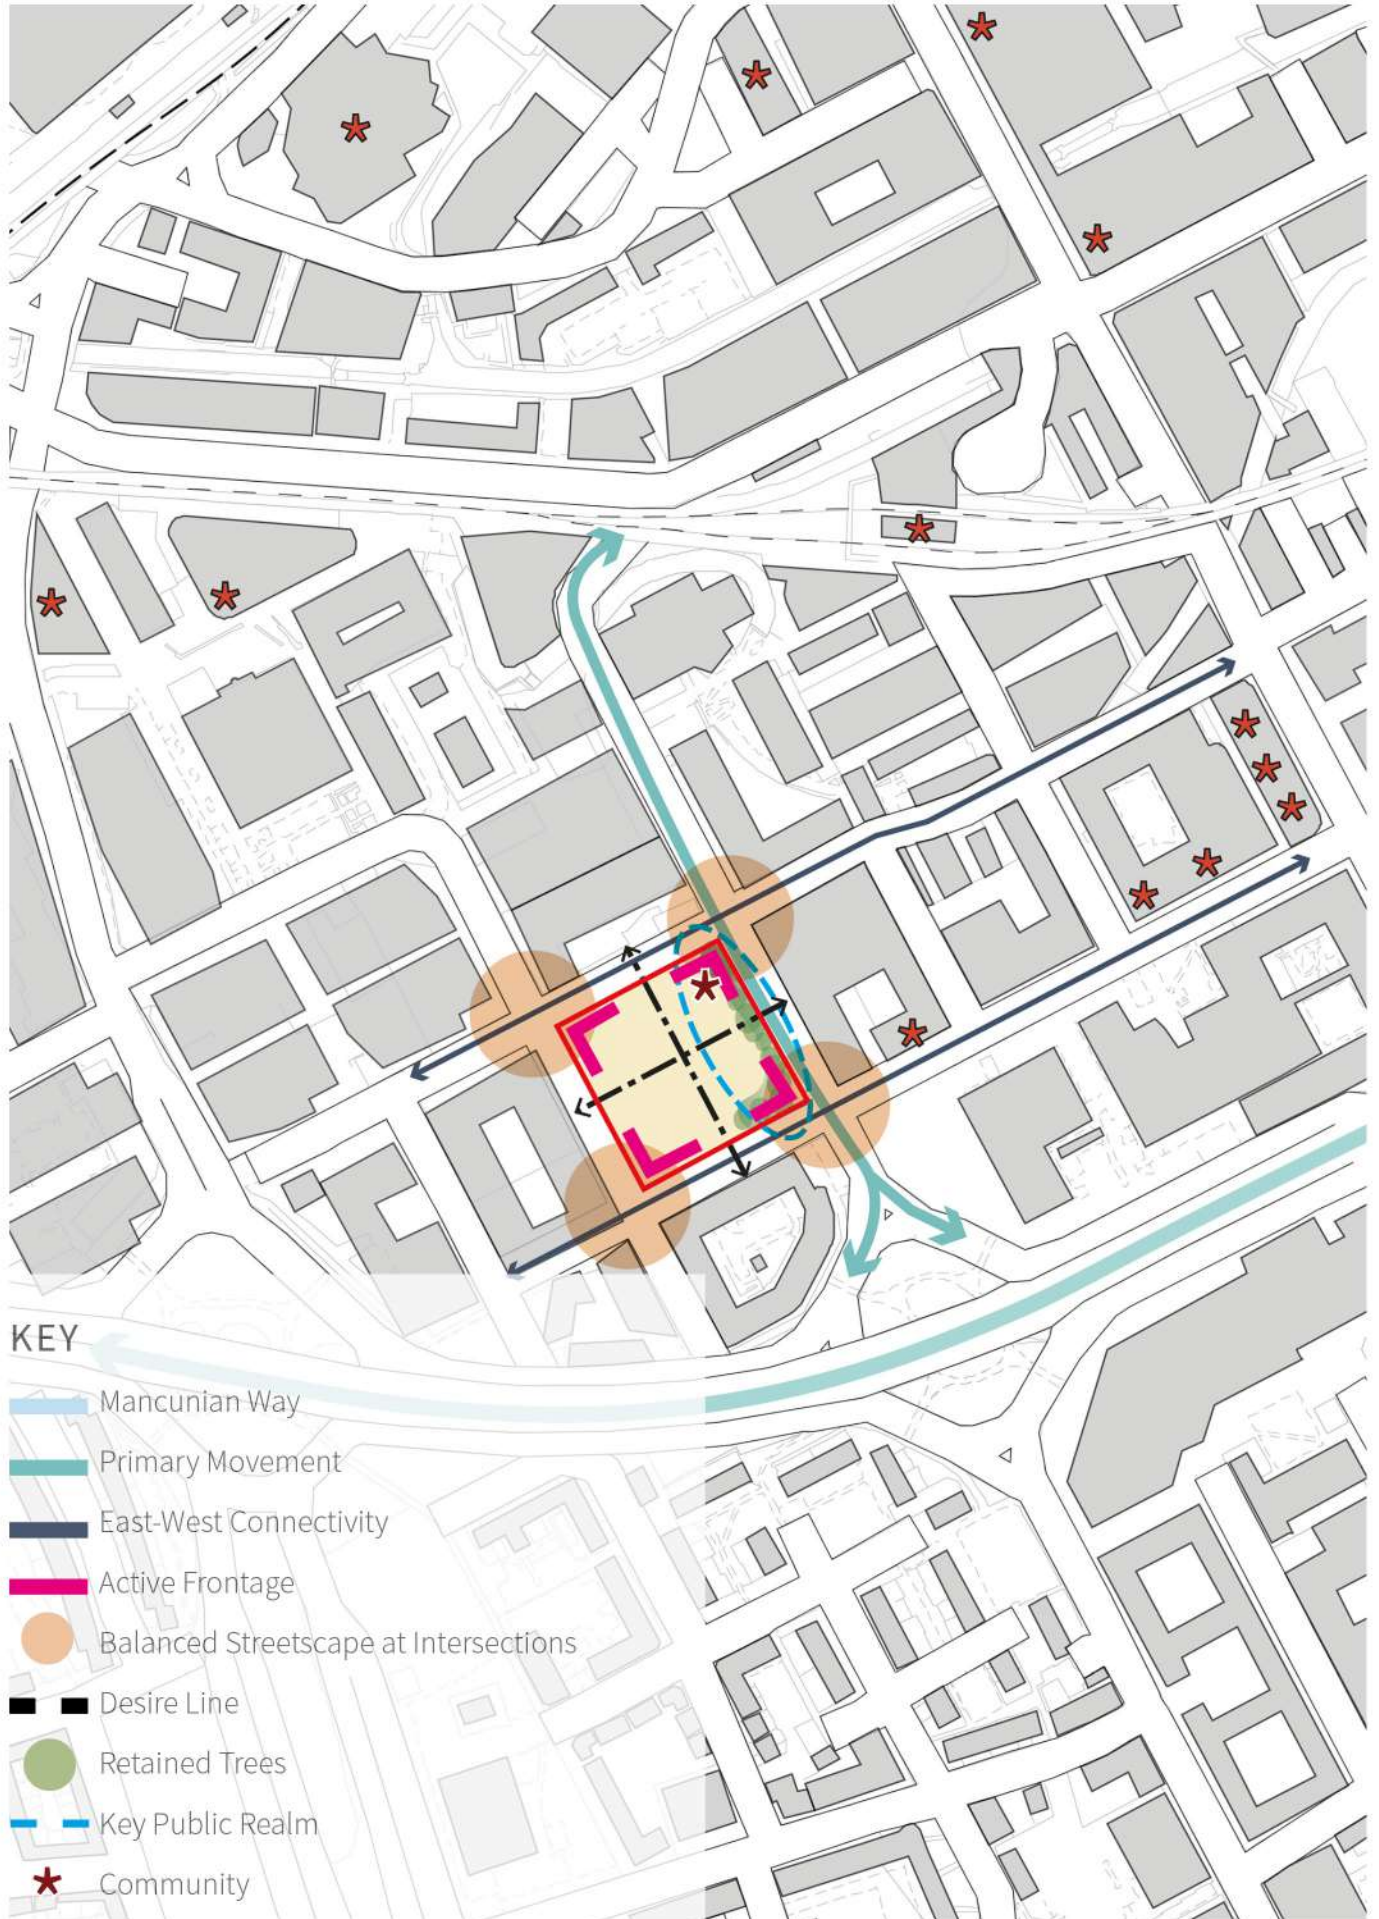 KEY
Mancunian Way
Primary Movement
East-West Connectivity
Active Frontage
Balanced Streetscape at Intersections
Desire Line
Retained Trees
Key Public Realm
Community